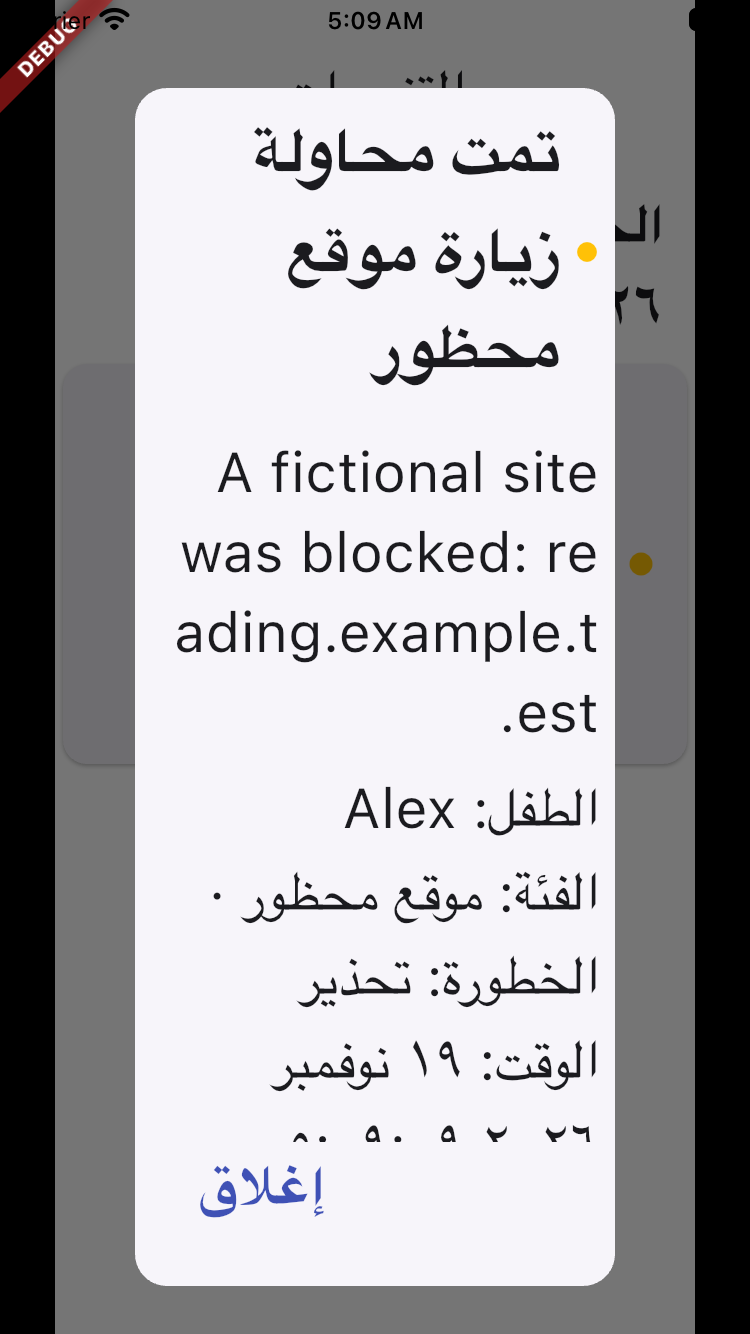 5:09 AM
DEBUG
تمت محاولة
زيارة موقع
محظور
A fictional site
was blocked: re
ading.example.t
est.
الطفل: Alex
الفئة: موقع محظور ·
الخطورة: تحذير
الوقت: ١٩ نوفمبر
إغلاق